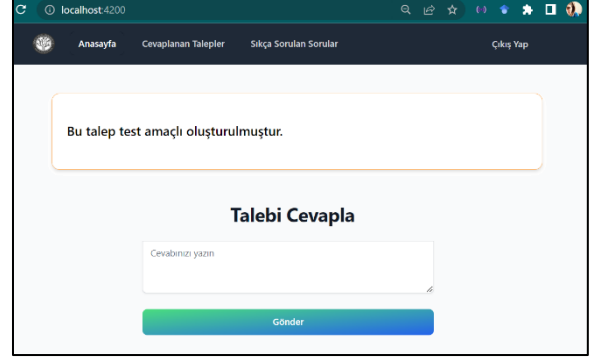 localhost:4200
Anasayfa Cevaplanan Talepler Sıkça Sorulan Sorular Çıkış Yap
Bu talep test amaçlı oluşturulmuştur.
Talebi Cevapla
Cevabınızı yazın
Gönder